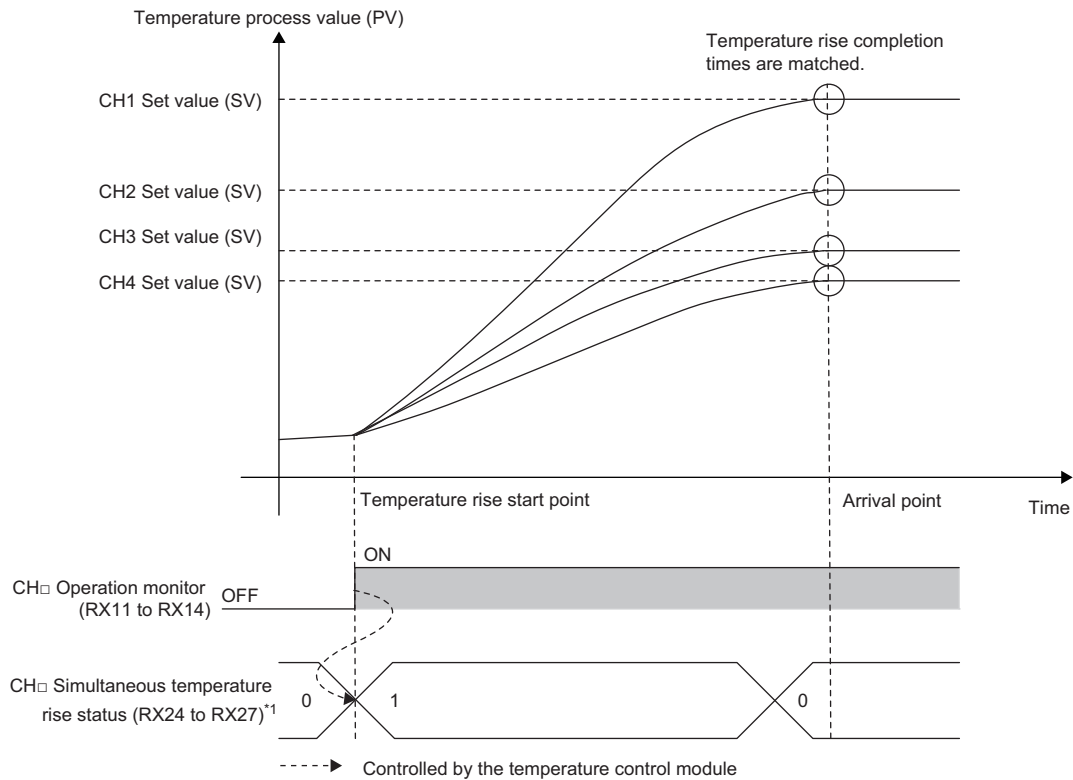 Temperature process value (PV)
Temperature rise completion
times are matched.
CH1 Set value (SV)
CH2 Set value (SV)
CH3 Set value (SV)
CH4 Set value (SV)
Temperature rise start point
Arrival point
Time
ON
CH□ Operation monitor
(RX11 to RX14)
OFF
CH□ Simultaneous temperature
rise status (RX24 to RX27)*1
0
1
0
Controlled by the temperature control module